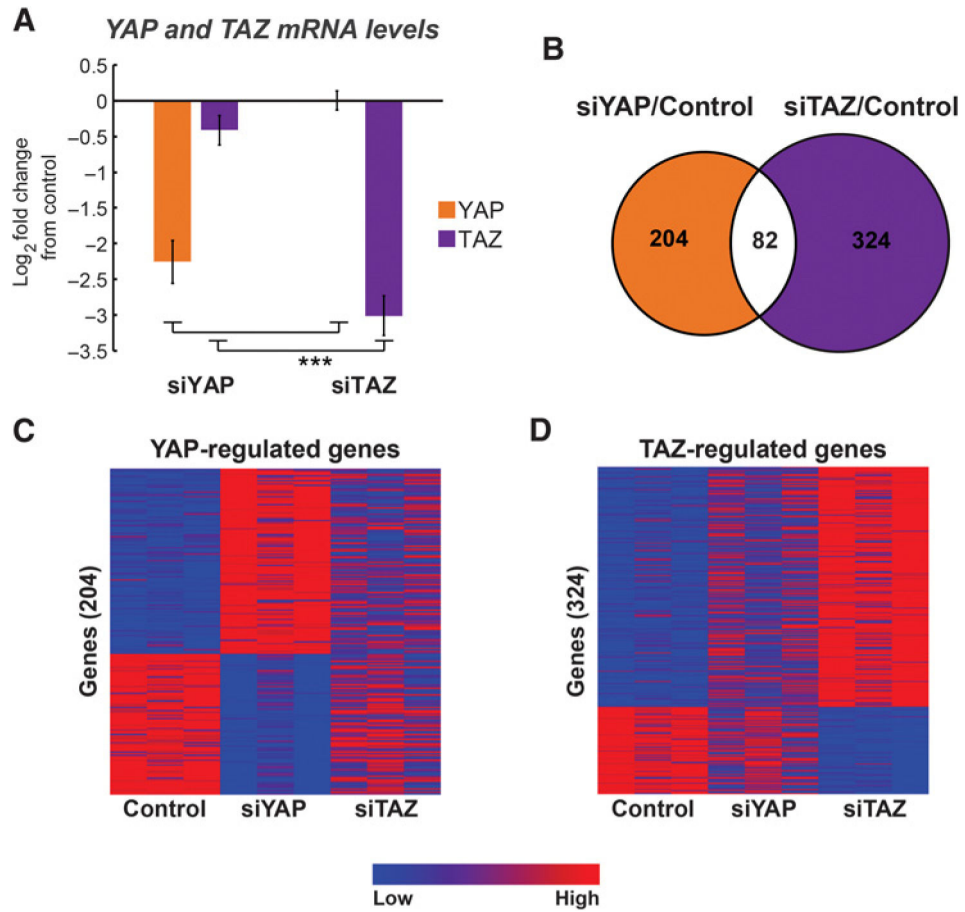 A
YAP and TAZ mRNA levels
Log2 fold change
from control
0.5
0
−0.5
−1
−1.5
−2
−2.5
−3
−3.5
YAP
TAZ
***
siYAP
siTAZ
B
siYAP/Control
siTAZ/Control
204
82
324
C
YAP-regulated genes
Genes (204)
Control
siYAP
siTAZ
D
TAZ-regulated genes
Genes (324)
Control
siYAP
siTAZ
Low
High